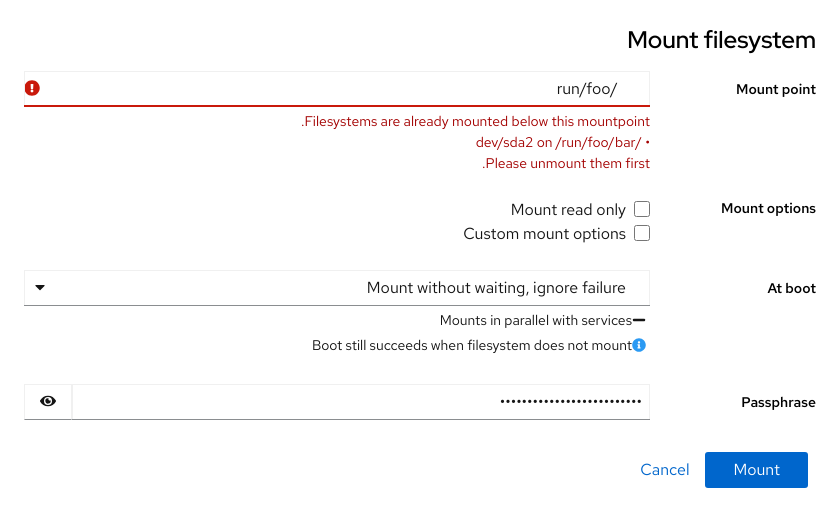 Mount filesystem
Mount point
run/foo/
.Filesystems are already mounted below this mountpoint
dev/sda2 on /run/foo/bar/ •
.Please unmount them first
Mount options
Mount read only
Custom mount options
At boot
Mount without waiting, ignore failure
Mounts in parallel with services
Boot still succeeds when filesystem does not mount
Passphrase
••••••••••••••••••••••••••
Mount
Cancel